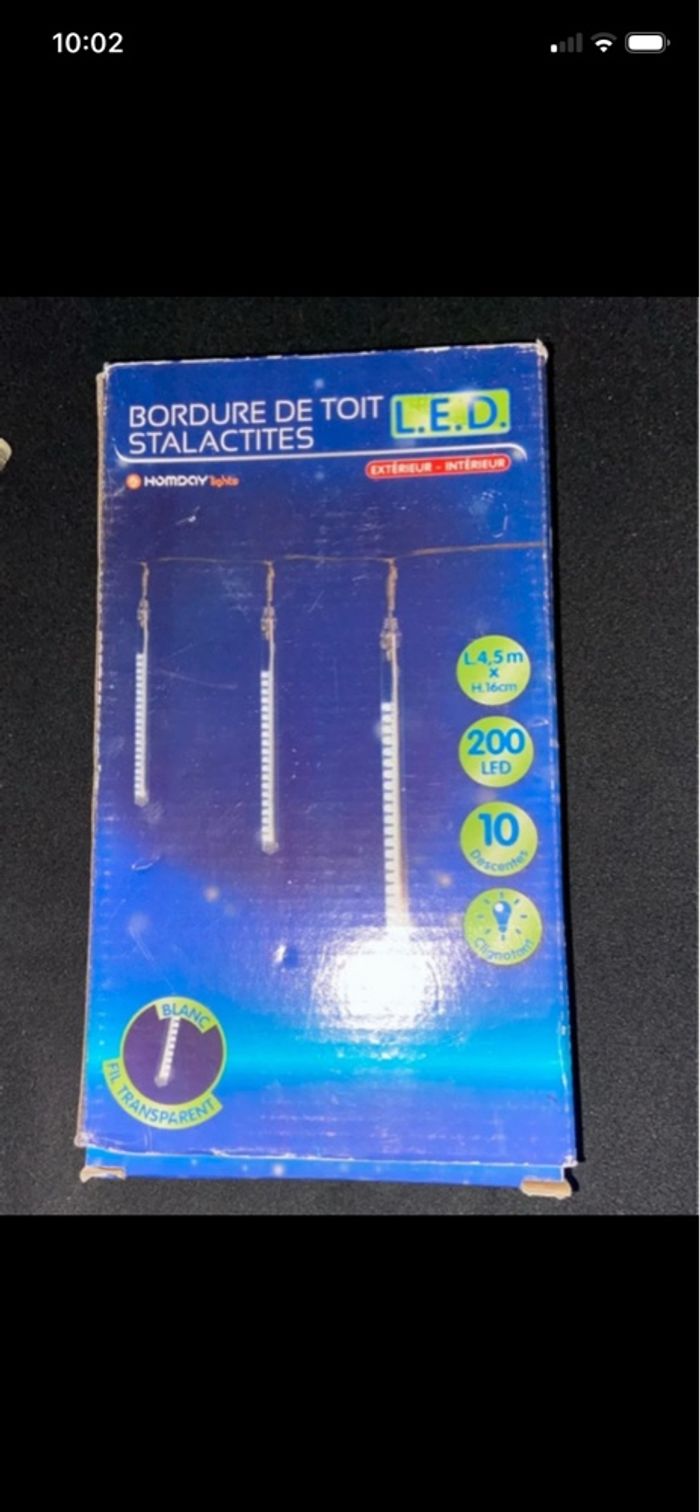 10:02
BORDURE DE TOIT L.E.D.
STALACTITES
EXTÉRIEUR - INTÉRIEUR
HOMDAY lights
L.4,5m
x
H.16cm
200
LED
10
Descentes
Clignotant
BLANC
FIL TRANSPARENT